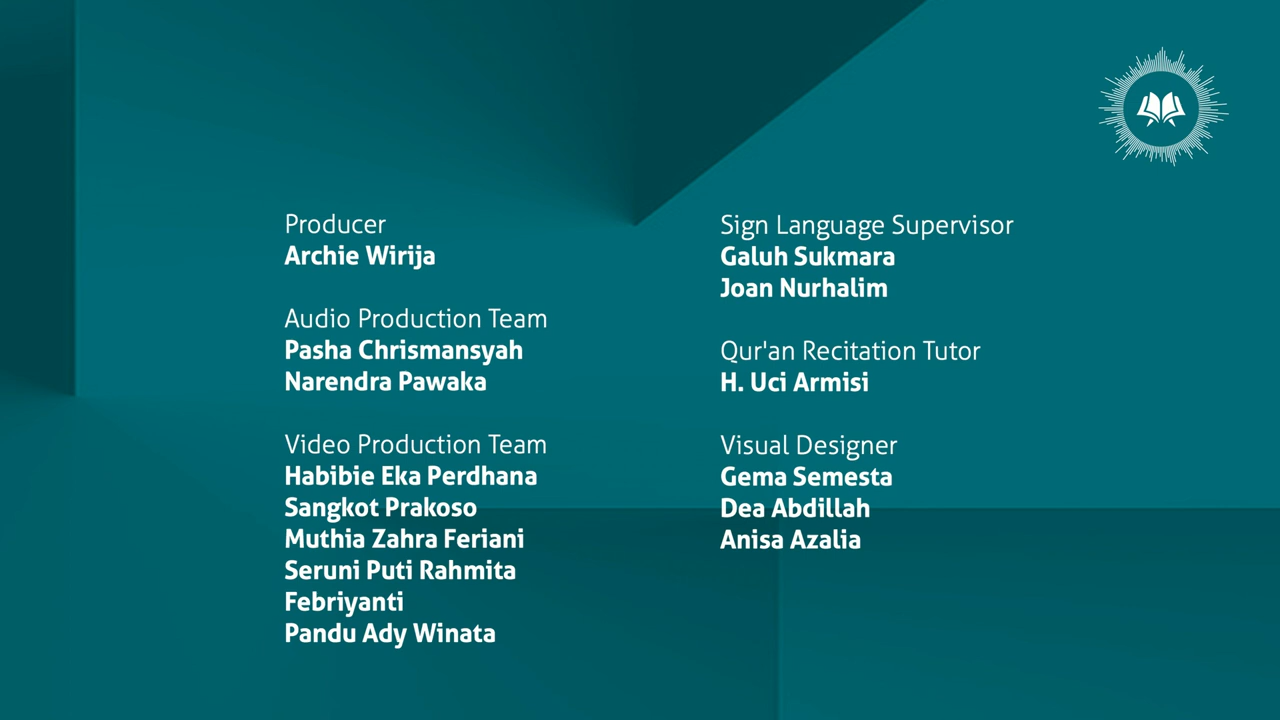 Producer
Archie Wirija
Audio Production Team
Pasha Chrismansyah
Narendra Pawaka
Video Production Team
Habibie Eka Perdhana
Sangkot Prakoso
Muthia Zahra Feriani
Seruni Puti Rahmita
Febriyanti
Pandu Ady Winata
Sign Language Supervisor
Galuh Sukmara
Joan Nurhalim
Qur'an Recitation Tutor
H. Uci Armisi
Visual Designer
Gema Semesta
Dea Abdillah
Anisa Azalia